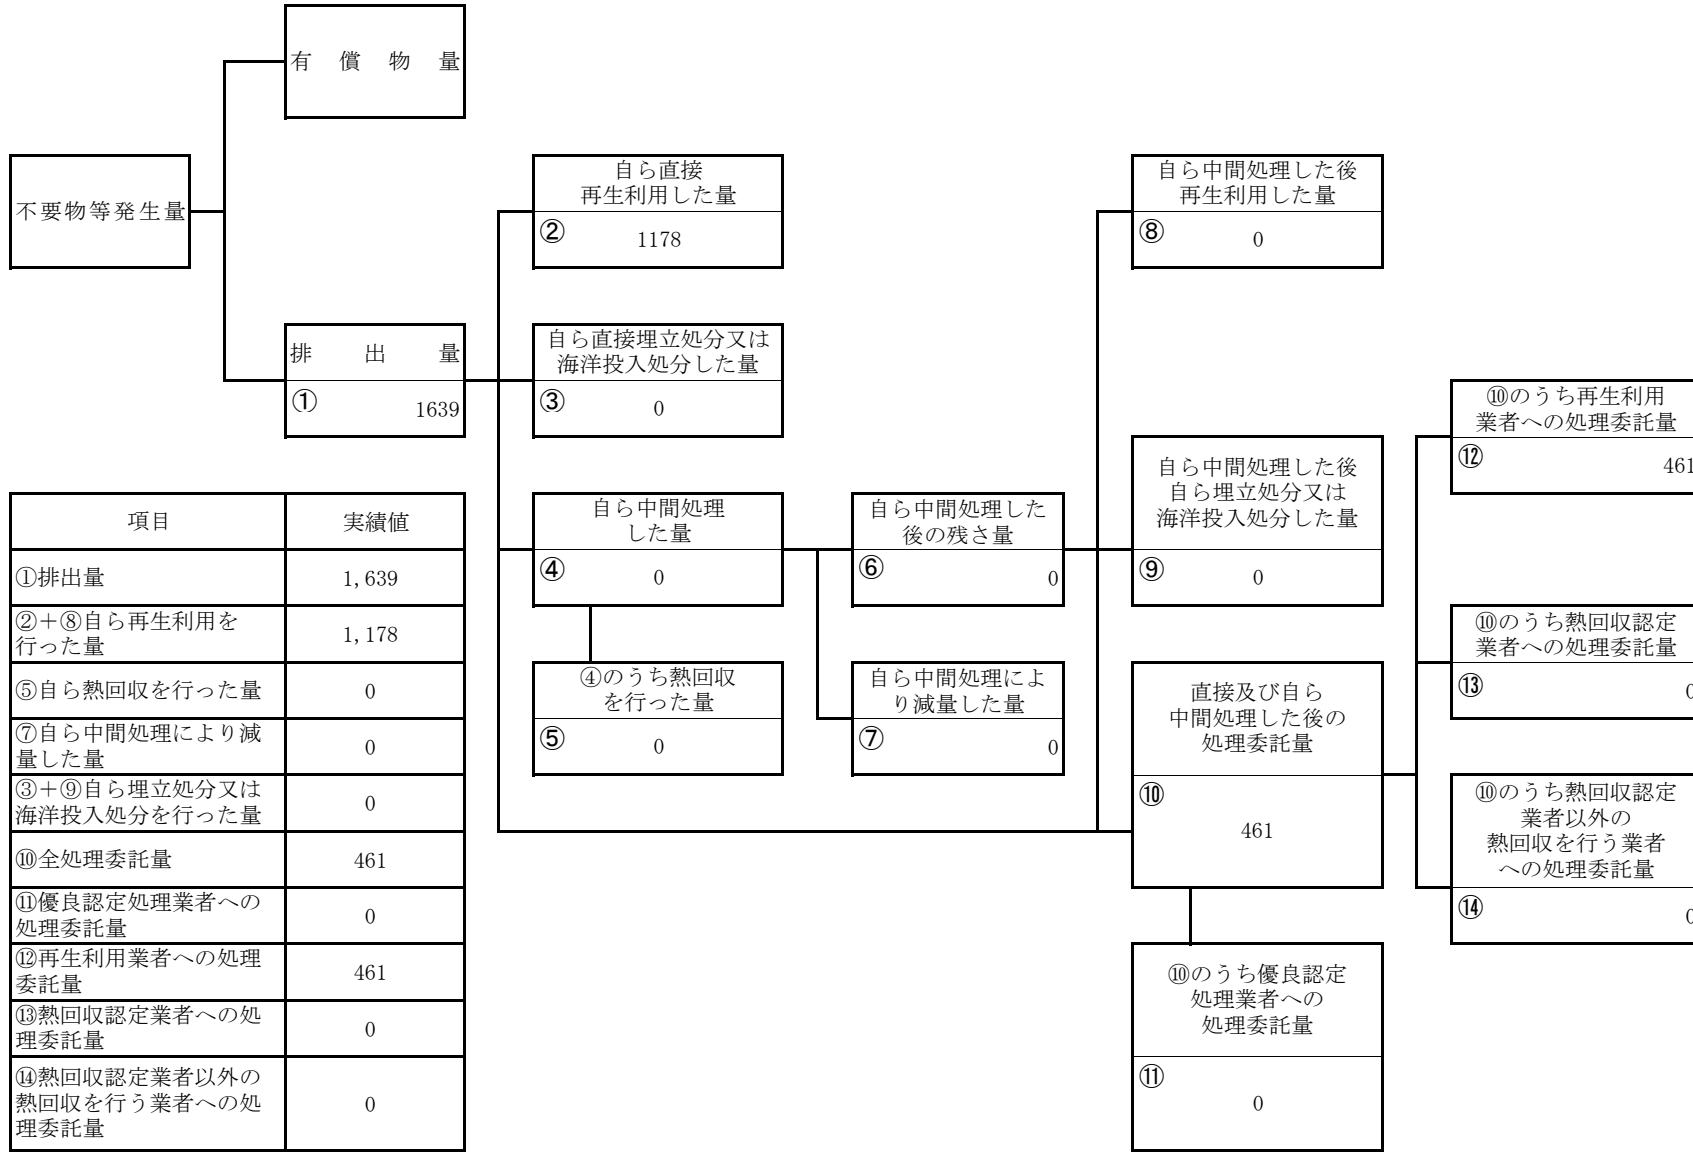 有償物量
不要物等発生量
排出量
① 1639
自ら直接
再生利用した量
② 1178
自ら直接埋立処分又は
海洋投入処分した量
③ 0
自ら中間処理
した量
④ 0
④のうち熱回収
を行った量
⑤ 0
自ら中間処理した
後の残さ量
⑥ 0
自ら中間処理によ
り減量した量
⑦ 0
自ら中間処理した後
再生利用した量
⑧ 0
自ら中間処理した後
自ら埋立処分又は
海洋投入処分した量
⑨ 0
直接及び自ら
中間処理した後の
処理委託量
⑩
461
⑩のうち優良認定
処理業者への
処理委託量
⑪
0
⑩のうち再生利用
業者への処理委託量
⑫ 461
⑩のうち熱回収認定
業者への処理委託量
⑬ 0
⑩のうち熱回収認定
業者以外の
熱回収を行う業者
への処理委託量
⑭ 0
項目 実績値
①排出量 1,639
②＋⑧自ら再生利用を
行った量 1,178
⑤自ら熱回収を行った量 0
⑦自ら中間処理により減
量した量 0
③＋⑨自ら埋立処分又は
海洋投入処分を行った量 0
⑩全処理委託量 461
⑪優良認定処理業者への
処理委託量 0
⑫再生利用業者への処理
委託量 461
⑬熱回収認定業者への処
理委託量 0
⑭熱回収認定業者以外の
熱回収を行う業者への処
理委託量 0